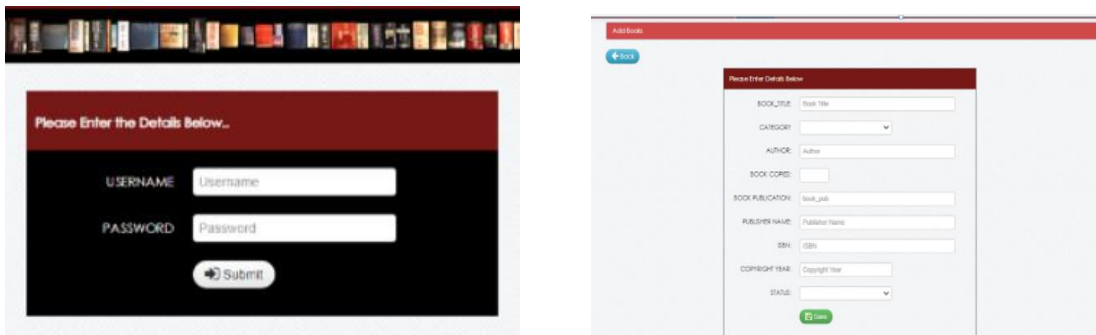 Please Enter the Details Below...
USERNAME Username
PASSWORD Password
Submit
Add Books
Back
Please Enter Details Below
BOOK_TITLE: Book Title
CATEGORY
AUTHOR: Author
BOOK COPIES:
BOOK PUBLICATION: book_pub
PUBLISHER NAME: Publisher Name
ISBN: ISBN
COPYRIGHT YEAR: Copyright Year
STATUS:
Save